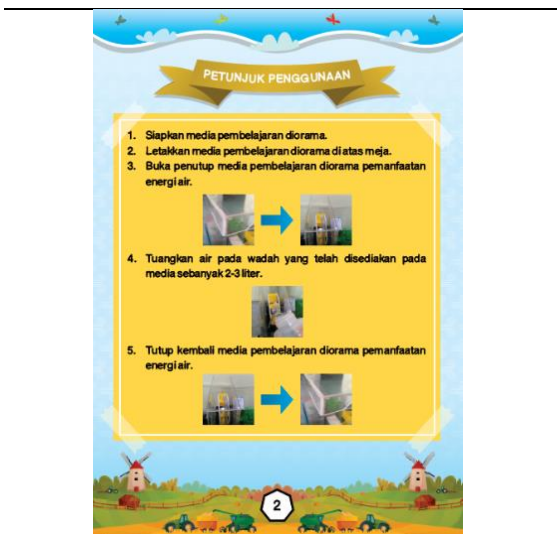 PETUNJUK PENGGUNAAN
1. Siapkan media pembelajaran diorama.
2. Letakkan media pembelajaran diorama di atas meja.
3. Buka penutup media pembelajaran diorama pemanfaatan
energi air.
4. Tuangkan air pada wadah yang telah disediakan pada
media sebanyak 2-3 liter.
5. Tutup kembali media pembelajaran diorama pemanfaatan
energi air.
2